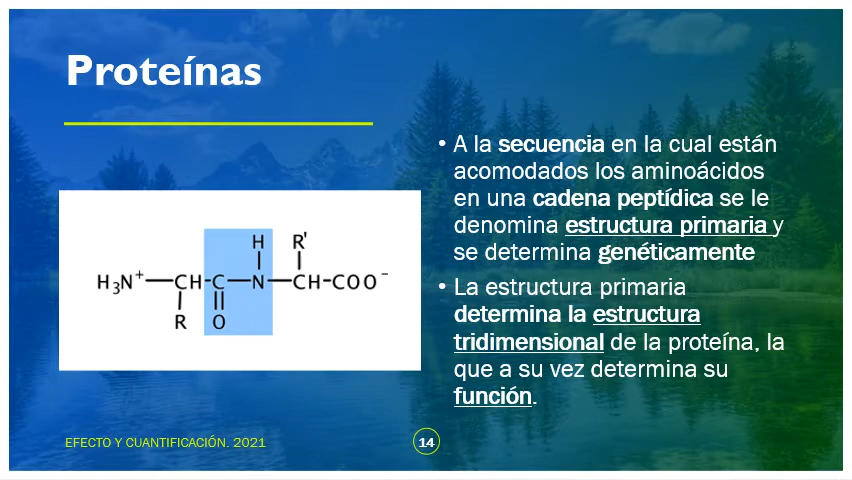 Proteínas
• A la secuencia en la cual están
acomodados los aminoácidos
en una cadena peptídica se le
denomina estructura primaria y
se determina genéticamente
• La estructura primaria
determina la estructura
tridimensional de la proteína, la
que a su vez determina su
función.
H R'
H₃N⁺—CH-C—N—CH-COO⁻
R O
EFECTO Y CUANTIFICACIÓN. 2021
14